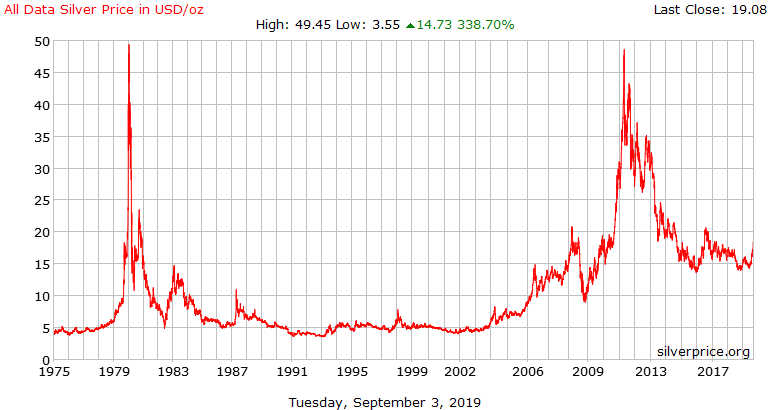 All Data Silver Price in USD/oz
Last Close: 19.08
High: 49.45 Low: 3.55 ▲14.73 338.70%
50
45
40
35
30
25
20
15
10
5
0
silverprice.org
1975 1979 1983 1987 1991 1995 1999 2002 2006 2009 2013 2017
Tuesday, September 3, 2019